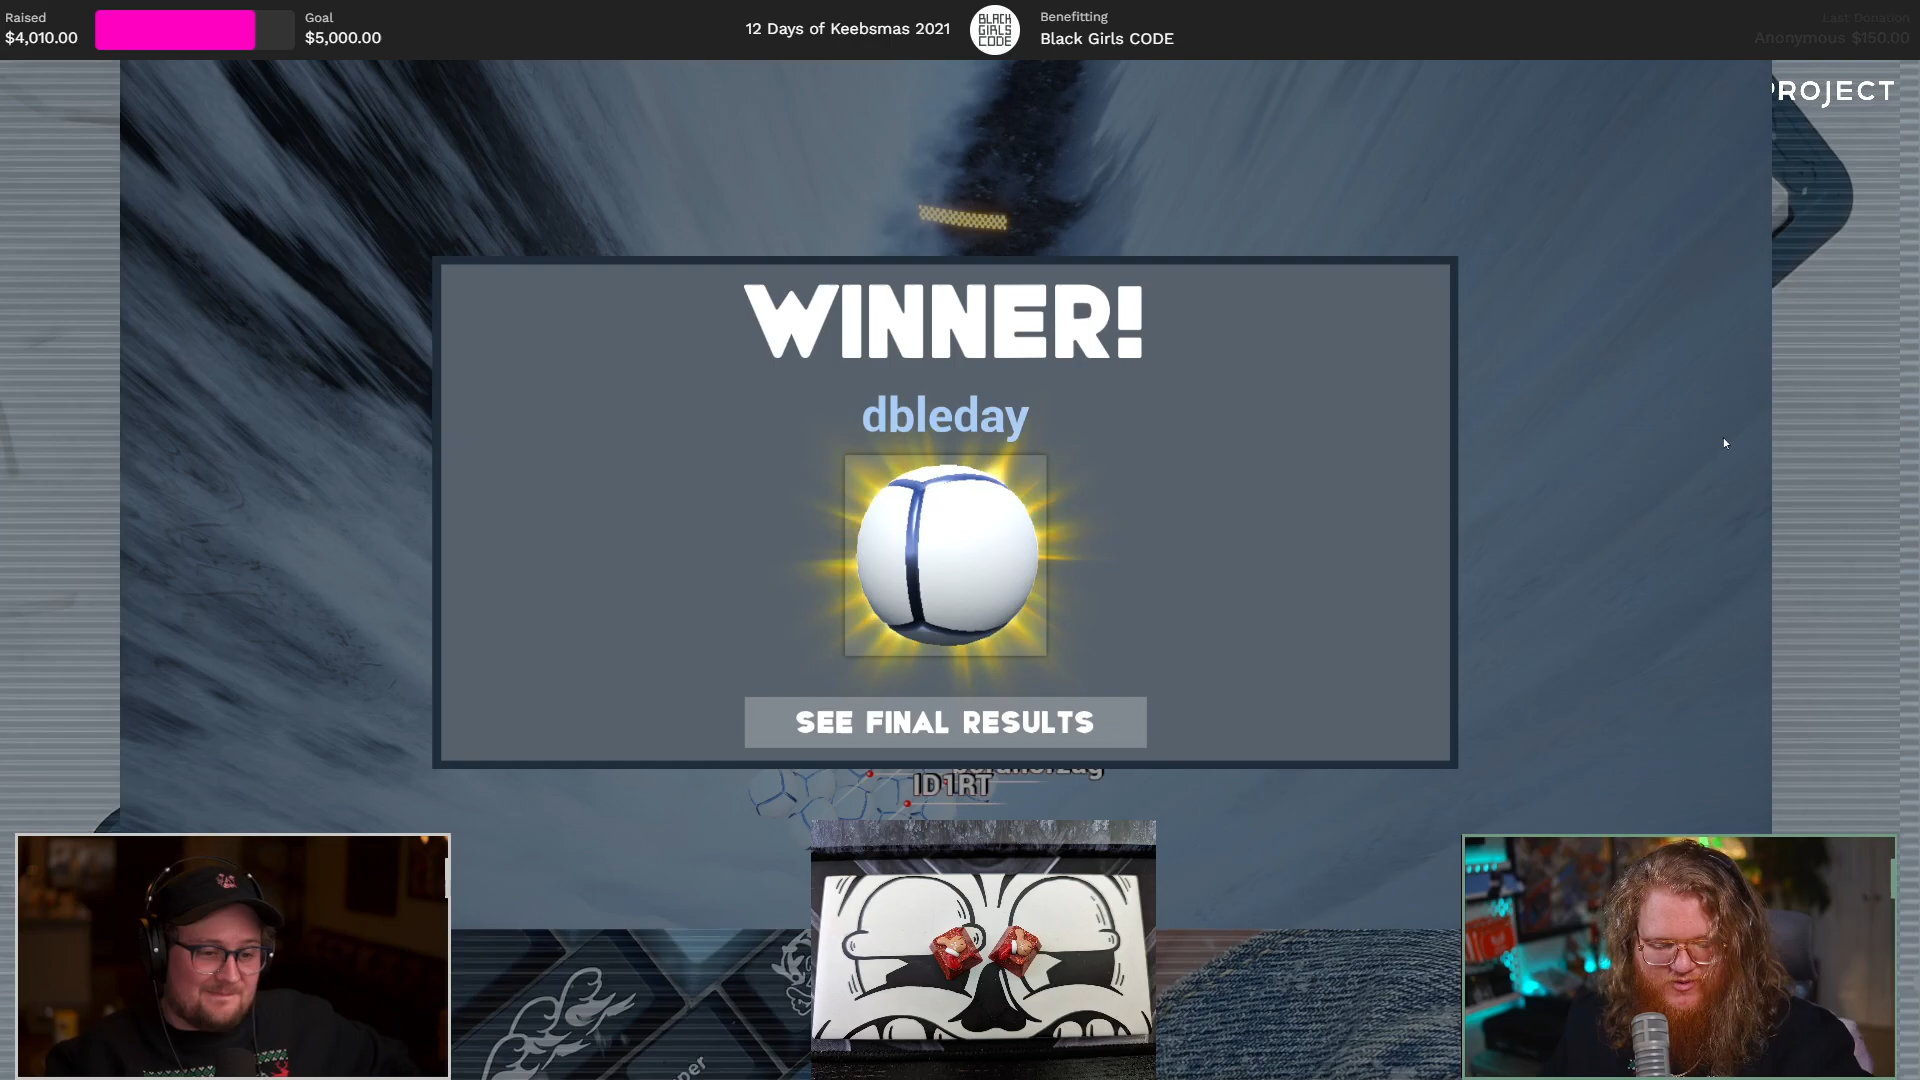 Raised
$4,010.00
Goal
$5,000.00
12 Days of Keebsmas 2021
BLACK
GIRLS
CODE
Benefitting
Black Girls CODE
Last Donation
Anonymous $150.00
PROJECT
WINNER!
dbleday
SEE FINAL RESULTS
ID1RT